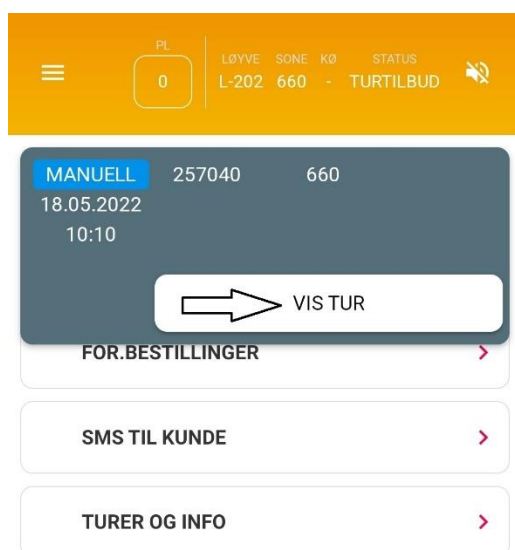 PL
LØYVE SONE KØ STATUS
0 L-202 660 - TURTILBUD
MANUELL 257040 660
18.05.2022
10:10
VIS TUR
FOR.BESTILLINGER
SMS TIL KUNDE
TURER OG INFO